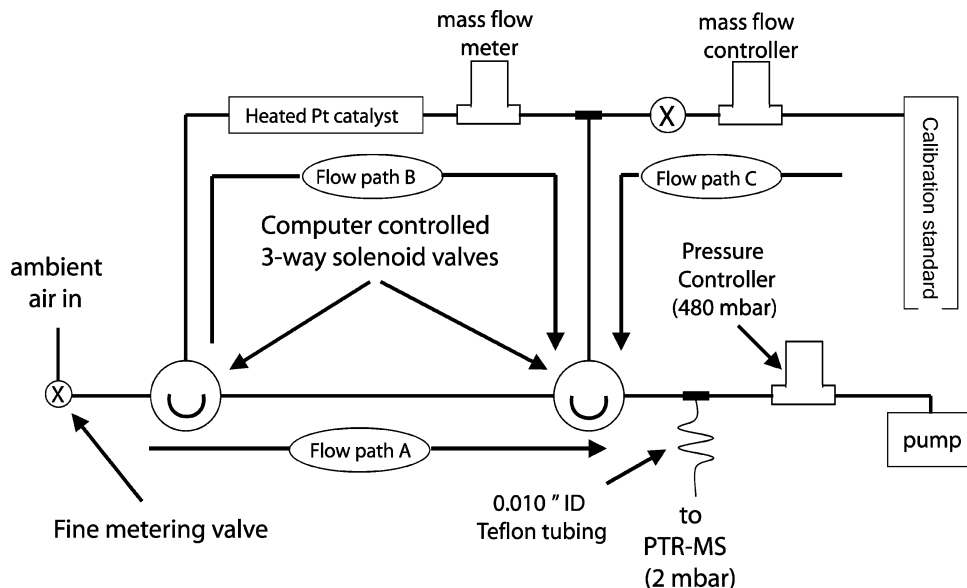 mass flow
meter
mass flow
controller
Heated Pt catalyst
X
Calibration standard
Flow path B
Flow path C
Computer controlled
3-way solenoid valves
ambient
air in
Pressure
Controller
(480 mbar)
X
Flow path A
pump
Fine metering valve
0.010 " ID
Teflon tubing
to
PTR-MS
(2 mbar)